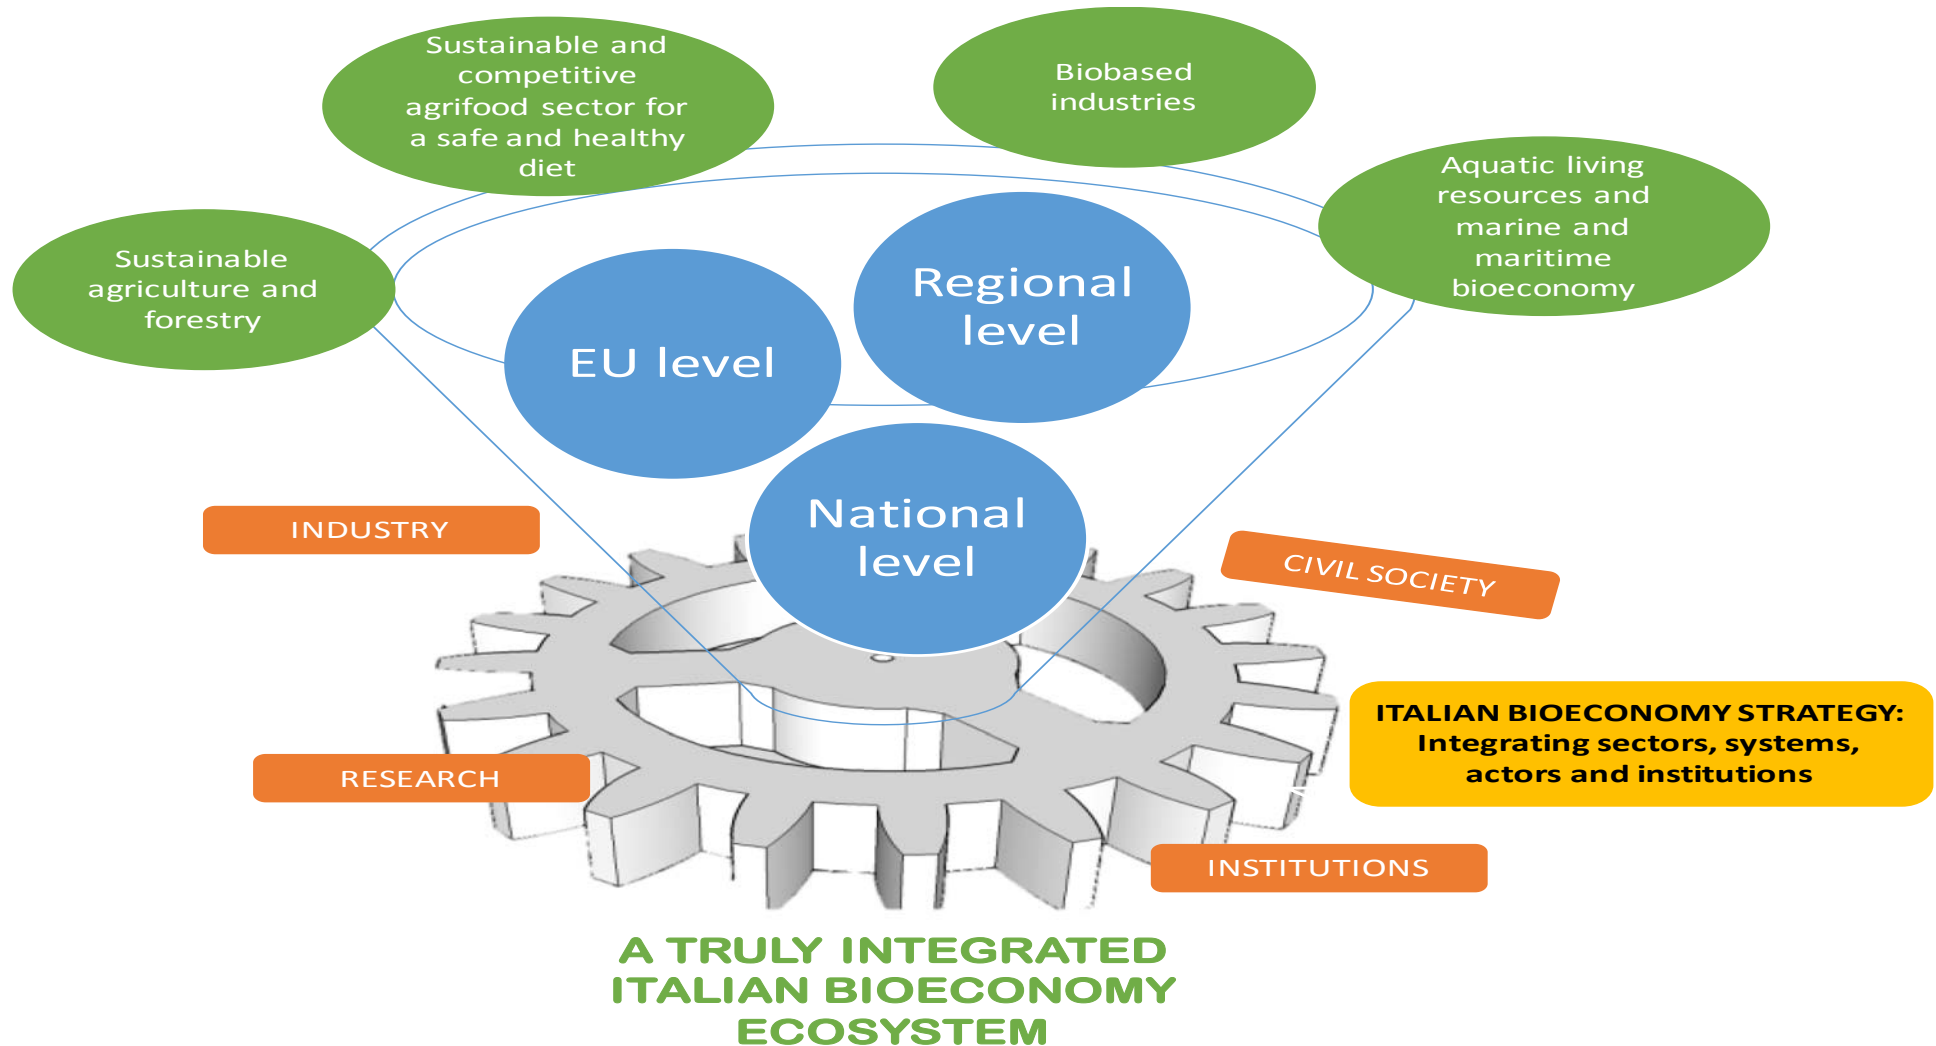 Sustainable and
competitive
agrifood sector for
a safe and healthy
diet
Biobased
industries
Aquatic living
resources and
marine and
maritime
bioeconomy
Sustainable
agriculture and
forestry
Regional
level
EU level
National
level
INDUSTRY
CIVIL SOCIETY
ITALIAN BIOECONOMY STRATEGY:
Integrating sectors, systems,
actors and institutions
RESEARCH
INSTITUTIONS
A TRULY INTEGRATED
ITALIAN BIOECONOMY
ECOSYSTEM